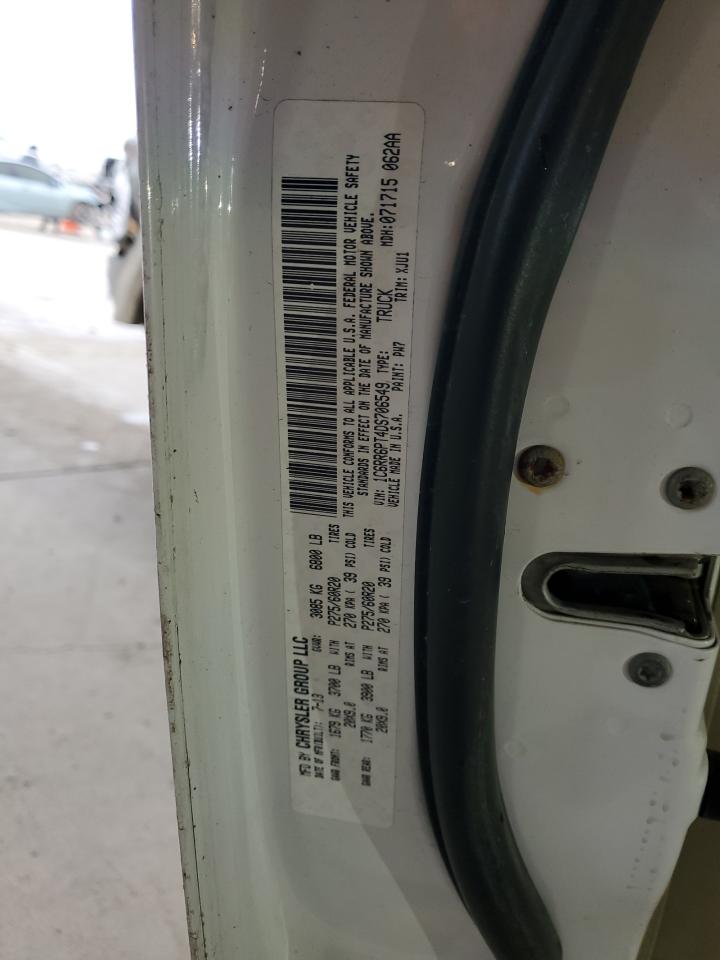 MFD BY CHRYSLER GROUP LLC
DATE OF MFR(BUILT): 7-13 GVWR: 3085 KG 6800 LB
GAWR FRONT: 1679 KG 3700 LB WITH P275/60R20 TIRES
20X9.0 RIMS AT 270 KPA ( 39 PSI) COLD
GAWR REAR: 1770 KG 3900 LB WITH P275/60R20 TIRES
20X9.0 RIMS AT 270 KPA ( 39 PSI) COLD
THIS VEHICLE CONFORMS TO ALL APPLICABLE U.S.A. FEDERAL MOTOR VEHICLE SAFETY
STANDARDS IN EFFECT ON THE DATE OF MANUFACTURE SHOWN ABOVE.
VIN: 1C6RR6PT4DS706549 TYPE: TRUCK MDH:071715 062AA
VEHICLE MADE IN U.S.A. PAINT: PW7 TRIM: XJU1